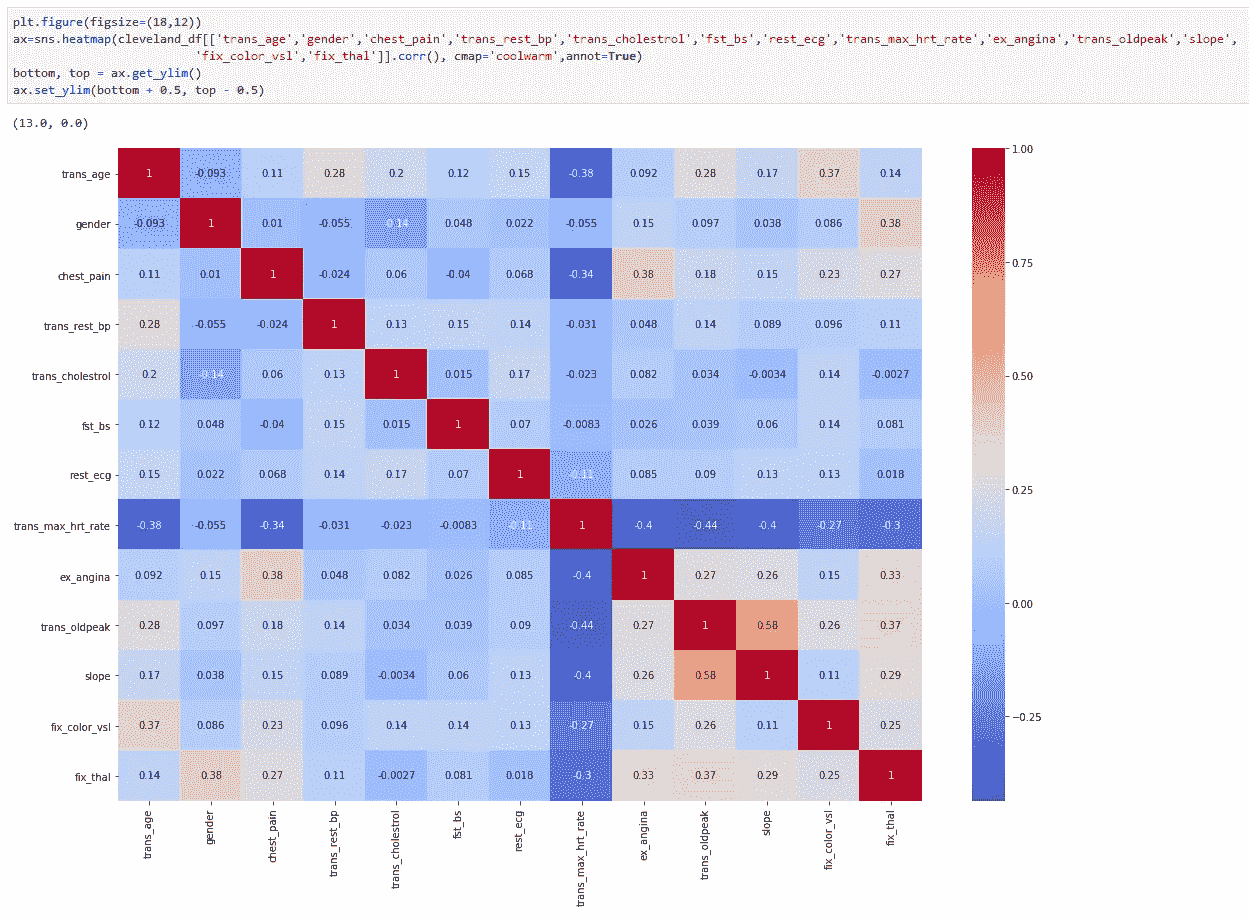 plt.figure(figsize=(18,12))
ax=sns.heatmap(cleveland_df[['trans_age','gender','chest_pain','trans_rest_bp','trans_cholestrol','fst_bs','rest_ecg','trans_max_hrt_rate','ex_angina','trans_oldpeak','slope',
'fix_color_vsl','fix_thal']].corr(), cmap='coolwarm',annot=True)
bottom, top = ax.get_ylim()
ax.set_ylim(bottom + 0.5, top - 0.5)
(13.0, 0.0)
trans_age 1 -0.093 0.11 0.28 0.2 0.12 0.15 -0.38 0.092 0.28 0.17 0.37 0.14
gender -0.093 1 0.01 -0.055 -0.14 0.048 0.022 -0.055 0.15 0.097 0.038 0.086 0.38
chest_pain 0.11 0.01 1 -0.024 0.06 -0.04 0.068 -0.34 0.38 0.18 0.15 0.23 0.27
trans_rest_bp 0.28 -0.055 -0.024 1 0.13 0.15 0.14 -0.031 0.048 0.14 0.089 0.096 0.11
trans_cholestrol 0.2 -0.14 0.06 0.13 1 0.015 0.17 -0.023 0.082 0.034 -0.0034 0.14 -0.0027
fst_bs 0.12 0.048 -0.04 0.15 0.015 1 0.07 -0.0083 0.026 0.039 0.06 0.14 0.081
rest_ecg 0.15 0.022 0.068 0.14 0.17 0.07 1 -0.11 0.085 0.09 0.13 0.13 0.018
trans_max_hrt_rate -0.38 -0.055 -0.34 -0.031 -0.023 -0.0083 -0.11 1 -0.4 -0.44 -0.4 -0.27 -0.3
ex_angina 0.092 0.15 0.38 0.048 0.082 0.026 0.085 -0.4 1 0.27 0.26 0.15 0.33
trans_oldpeak 0.28 0.097 0.18 0.14 0.034 0.039 0.09 -0.44 0.27 1 0.58 0.26 0.37
slope 0.17 0.038 0.15 0.089 -0.0034 0.06 0.13 -0.4 0.26 0.58 1 0.11 0.29
fix_color_vsl 0.37 0.086 0.23 0.096 0.14 0.14 0.13 -0.27 0.15 0.26 0.11 1 0.25
fix_thal 0.14 0.38 0.27 0.11 -0.0027 0.081 0.018 -0.3 0.33 0.37 0.29 0.25 1
trans_age
gender
chest_pain
trans_rest_bp
trans_cholestrol
fst_bs
rest_ecg
trans_max_hrt_rate
ex_angina
trans_oldpeak
slope
fix_color_vsl
fix_thal
1.00
0.75
0.50
0.25
0.00
−0.25